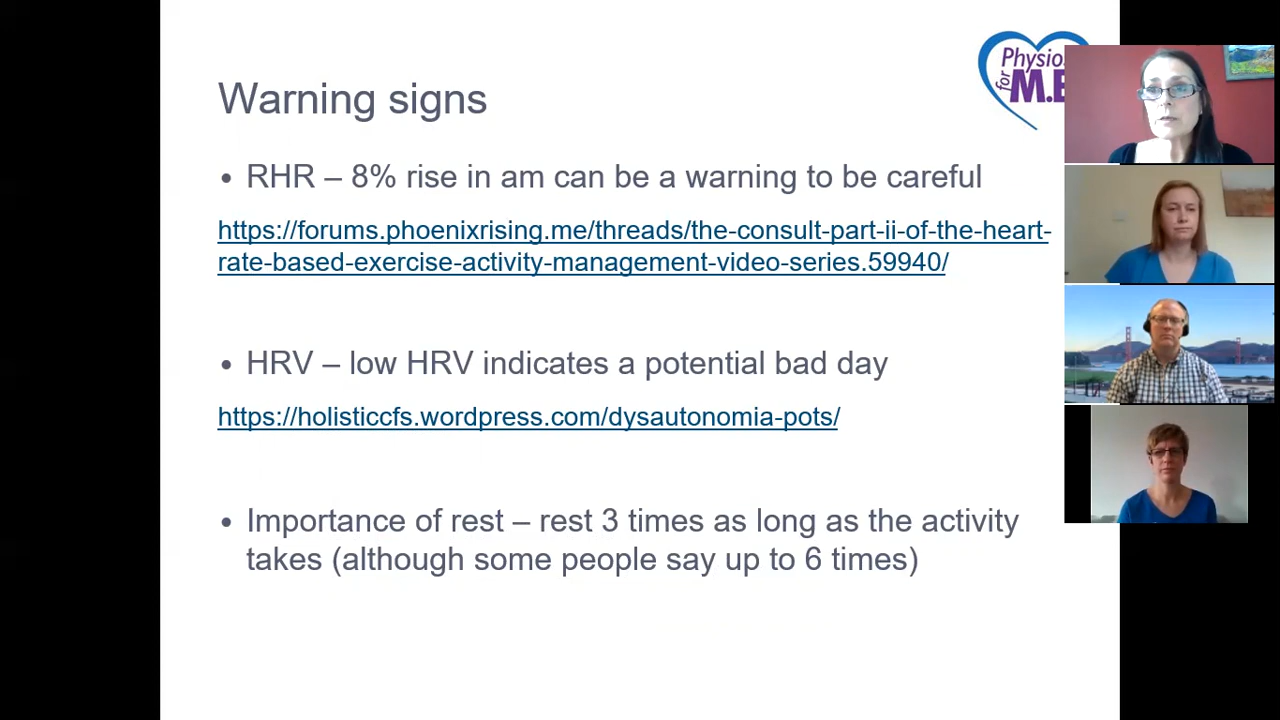 Physio
for M.E
Warning signs
• RHR – 8% rise in am can be a warning to be careful
https://forums.phoenixrising.me/threads/the-consult-part-ii-of-the-heart-
rate-based-exercise-activity-management-video-series.59940/
• HRV – low HRV indicates a potential bad day
https://holisticcfs.wordpress.com/dysautonomia-pots/
• Importance of rest – rest 3 times as long as the activity
takes (although some people say up to 6 times)